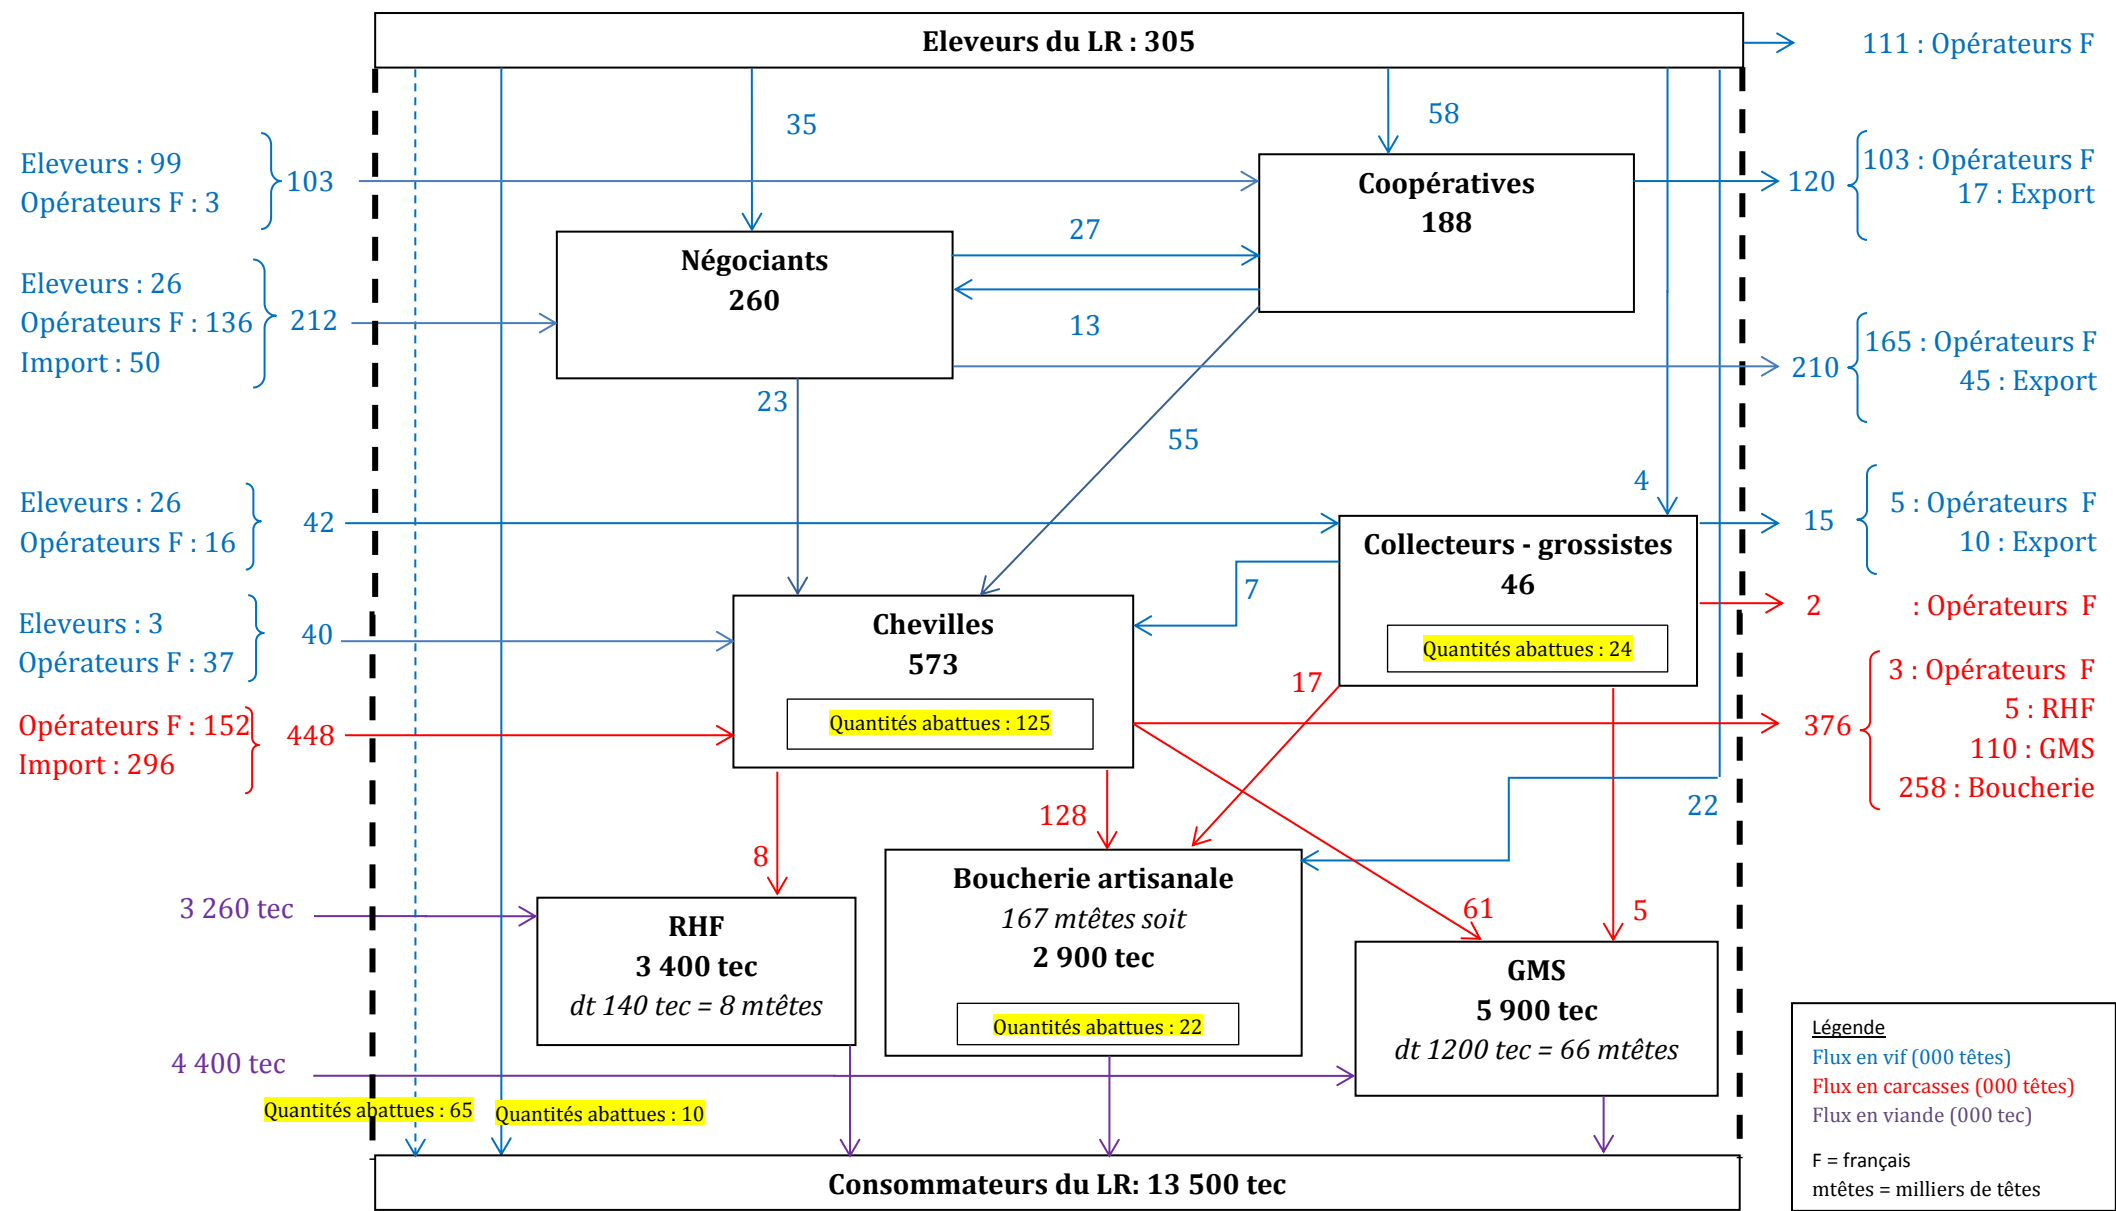 Eleveurs du LR : 305
111 : Opérateurs F
35
58
Eleveurs : 99
Opérateurs F : 3
103
Coopératives
188
120
103 : Opérateurs F
17 : Export
27
Négociants
260
13
Eleveurs : 26
Opérateurs F : 136
Import : 50
212
210
165 : Opérateurs F
45 : Export
23
55
4
Eleveurs : 26
Opérateurs F : 16
42
Collecteurs - grossistes
46
Quantités abattues : 24
15
5 : Opérateurs F
10 : Export
7
2 : Opérateurs F
Eleveurs : 3
Opérateurs F : 37
40
Chevilles
573
Quantités abattues : 125
17
Opérateurs F : 152
Import : 296
448
376
3 : Opérateurs F
5 : RHF
110 : GMS
258 : Boucherie
22
128
8
61
5
3 260 tec
RHF
3 400 tec
dt 140 tec = 8 mtêtes
Boucherie artisanale
167 mtêtes soit
2 900 tec
Quantités abattues : 22
GMS
5 900 tec
dt 1200 tec = 66 mtêtes
4 400 tec
Quantités abattues : 65
Quantités abattues : 10
Consommateurs du LR: 13 500 tec
Légende
Flux en vif (000 têtes)
Flux en carcasses (000 têtes)
Flux en viande (000 tec)
F = français
mtêtes = milliers de têtes